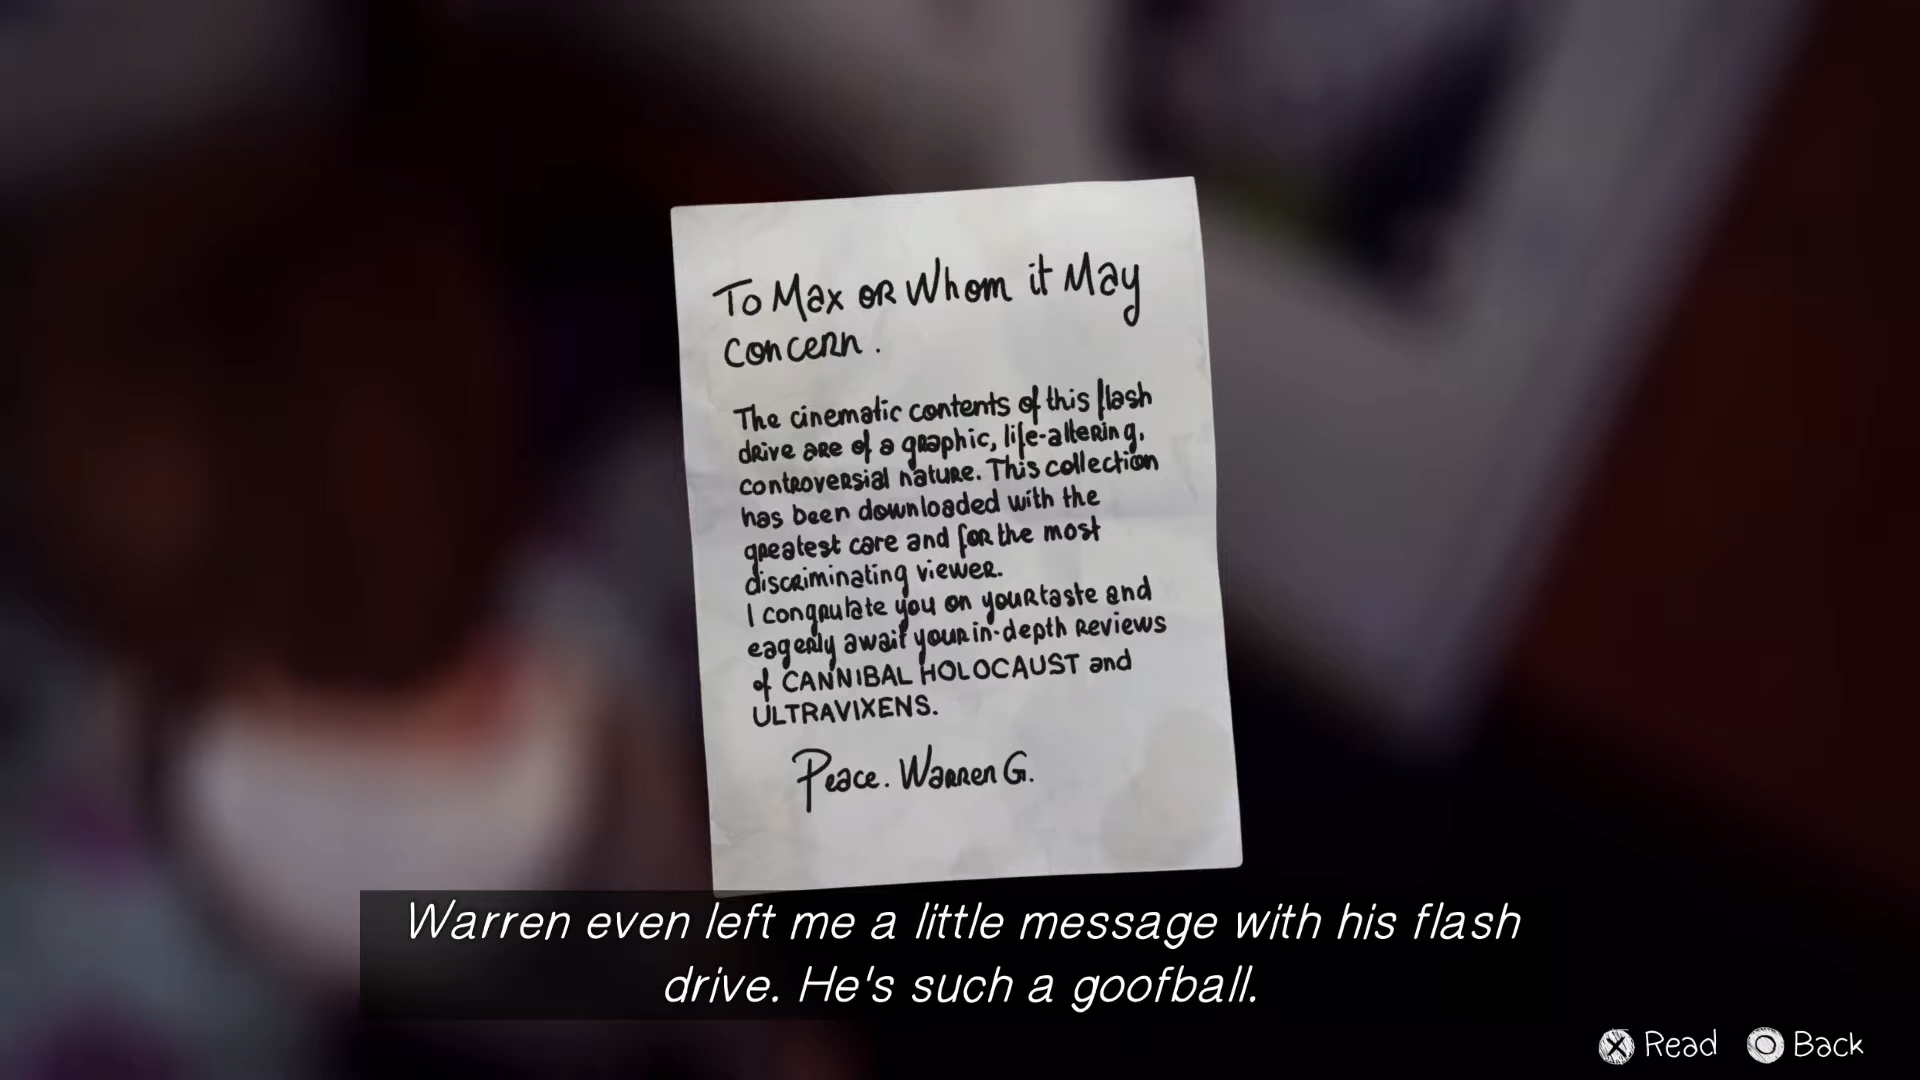 To Max or Whom it May
Concern.
The cinematic contents of this flash
drive are of a graphic, life-altering,
controversial nature. This collection
has been downloaded with the
greatest care and for the most
discriminating viewer.
I congrulate you on your taste and
eagerly await your in-depth reviews
of CANNIBAL HOLOCAUST and
ULTRAVIXENS.
Peace. Warren G.
Warren even left me a little message with his flash
drive. He's such a goofball.
Read Back